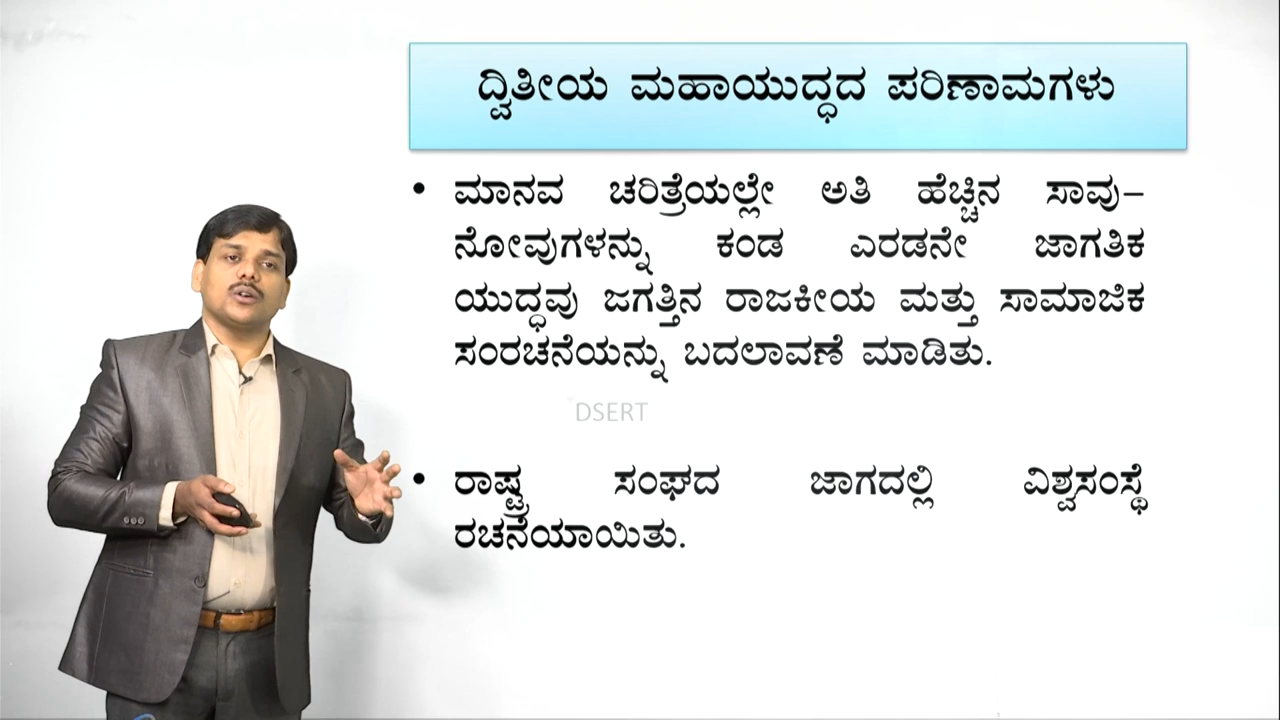 ದ್ವಿತೀಯ ಮಹಾಯುದ್ಧದ ಪರಿಣಾಮಗಳು
• ಮಾನವ ಚರಿತ್ರೆಯಲ್ಲೇ ಅತಿ ಹೆಚ್ಚಿನ ಸಾವು-
ನೋವುಗಳನ್ನು ಕಂಡ ಎರಡನೇ ಜಾಗತಿಕ
ಯುದ್ಧವು ಜಗತ್ತಿನ ರಾಜಕೀಯ ಮತ್ತು ಸಾಮಾಜಿಕ
ಸಂರಚನೆಯನ್ನು ಬದಲಾವಣೆ ಮಾಡಿತು.
DSERT
• ರಾಷ್ಟ್ರ ಸಂಘದ ಜಾಗದಲ್ಲಿ ವಿಶ್ವಸಂಸ್ಥೆ
ರಚನೆಯಾಯಿತು.